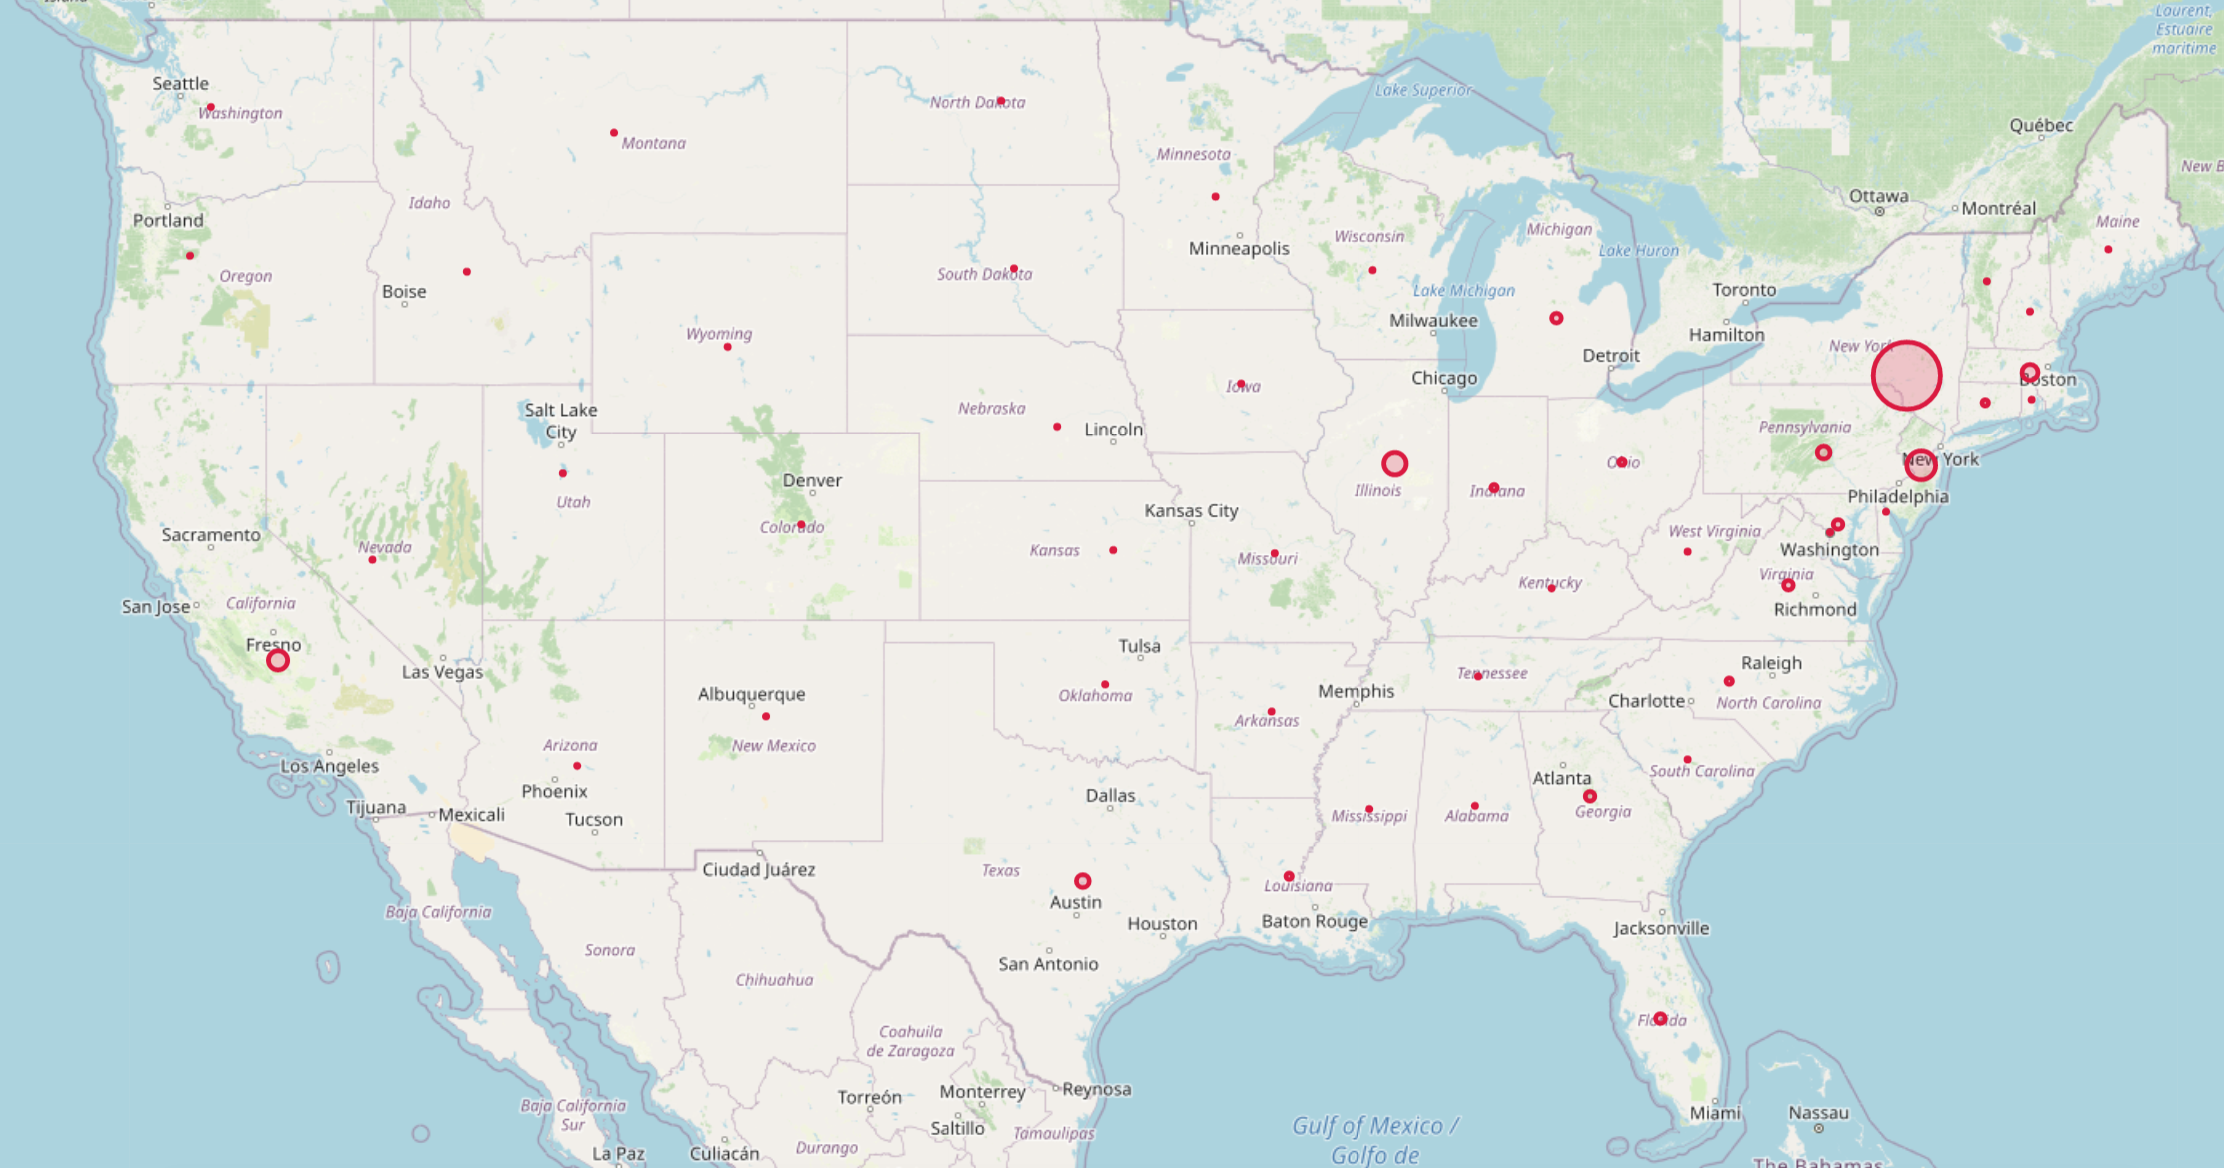 Laurent,
Estuaire
maritime
Seattle
Washington
North Dakota
Lake Superior
Montana
Minnesota
Québec
New B
Idaho
Portland
Ottawa
Montréal
Maine
Oregon
Boise
Minneapolis
Wisconsin
Michigan
Lake Huron
South Dakota
Lake Michigan
Toronto
Wyoming
Milwaukee
Hamilton
New York
Detroit
Iowa
Chicago
Boston
Salt Lake
City
Nebraska
Lincoln
Pennsylvania
Denver
Ohio
New York
Utah
Illinois
Indiana
Philadelphia
Kansas City
Colorado
Sacramento
Nevada
Kansas
Missouri
West Virginia
Washington
Kentucky
Virginia
San Jose
California
Richmond
Fresno
Las Vegas
Tulsa
Raleigh
Albuquerque
Oklahoma
Memphis
Tennessee
Charlotte
North Carolina
Arkansas
Arizona
New Mexico
Los Angeles
Phoenix
Dallas
Atlanta
South Carolina
Tijuana
Mexicali
Tucson
Mississippi
Alabama
Georgia
Ciudad Juárez
Texas
Louisiana
Austin
Baja California
Houston
Baton Rouge
Jacksonville
Sonora
San Antonio
Chihuahua
Coahuila
de Zaragoza
Florida
Torreón
Monterrey
Reynosa
Baja California
Sur
Saltillo
Tamaulipas
Miami
Nassau
La Paz
Culiacán
Durango
Gulf of Mexico /
Golfo de
The Bahamas